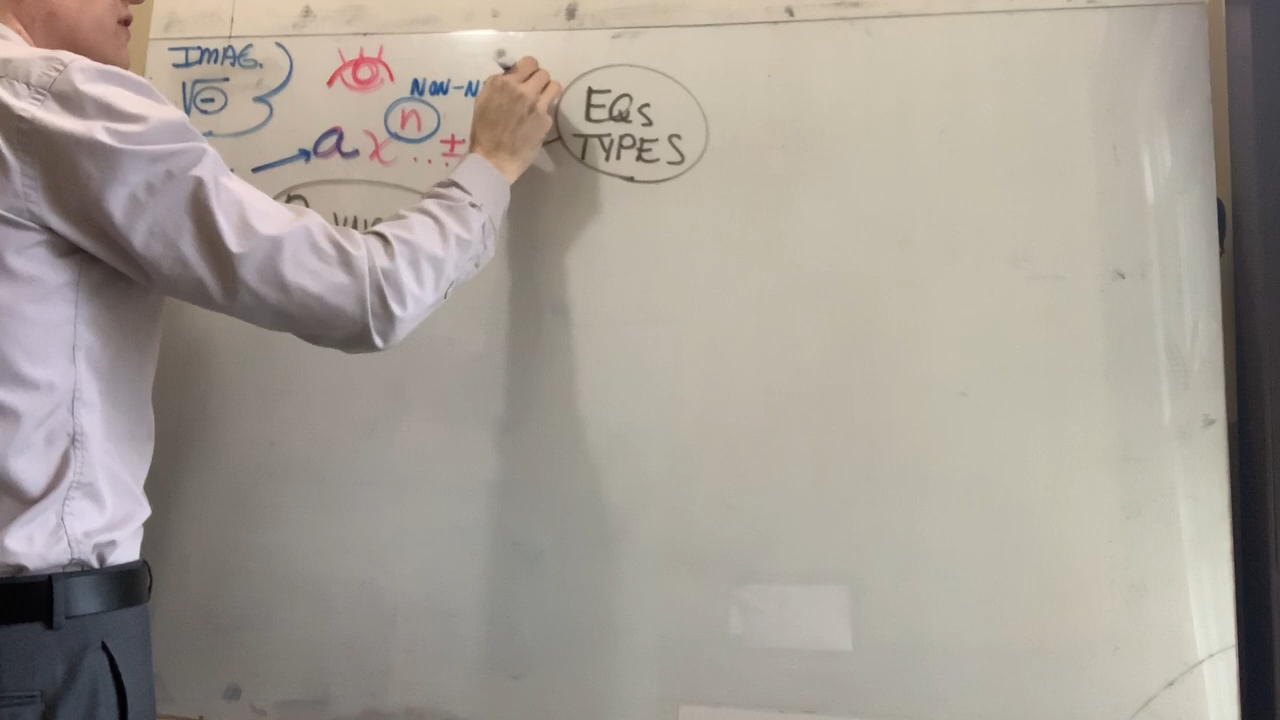 IMAG.
√⊖
NON-N
n
a x ... ±
EQs
TYPES